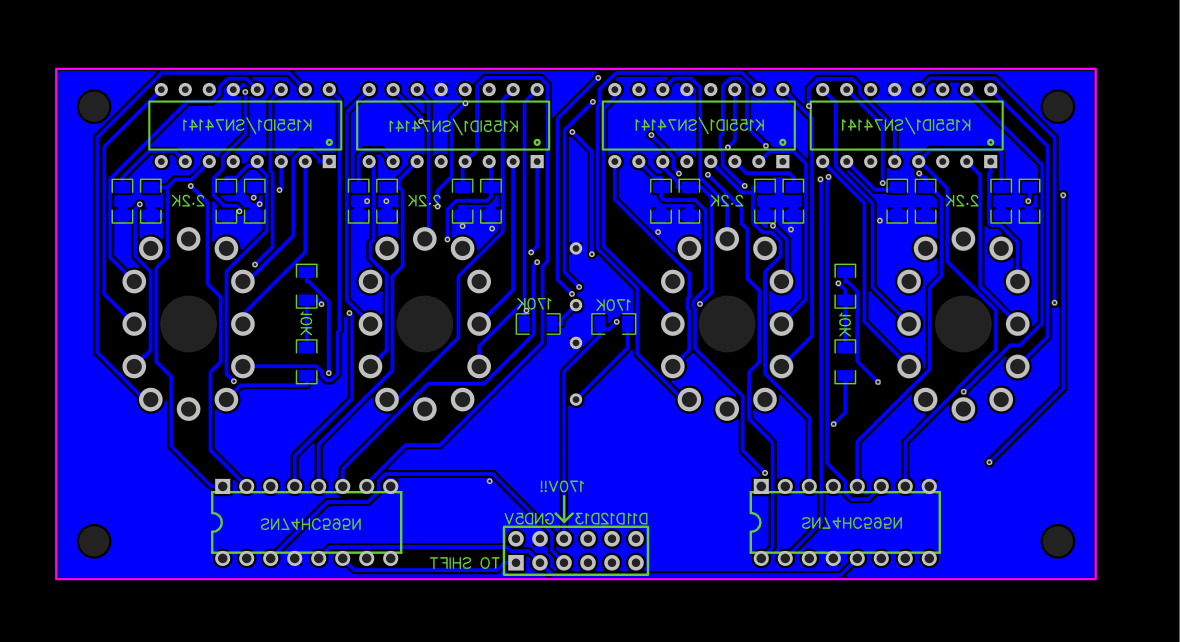 K155ID1/SN74141
K155ID1/SN74141
K155ID1/SN74141
K155ID1/SN74141
2.2K
2.2K
2.2K
2.2K
170K
170K
10K
10K
170V!!
D11D12D13 GND5V
SN74HC595N
SN74HC595N
TO SHIFT